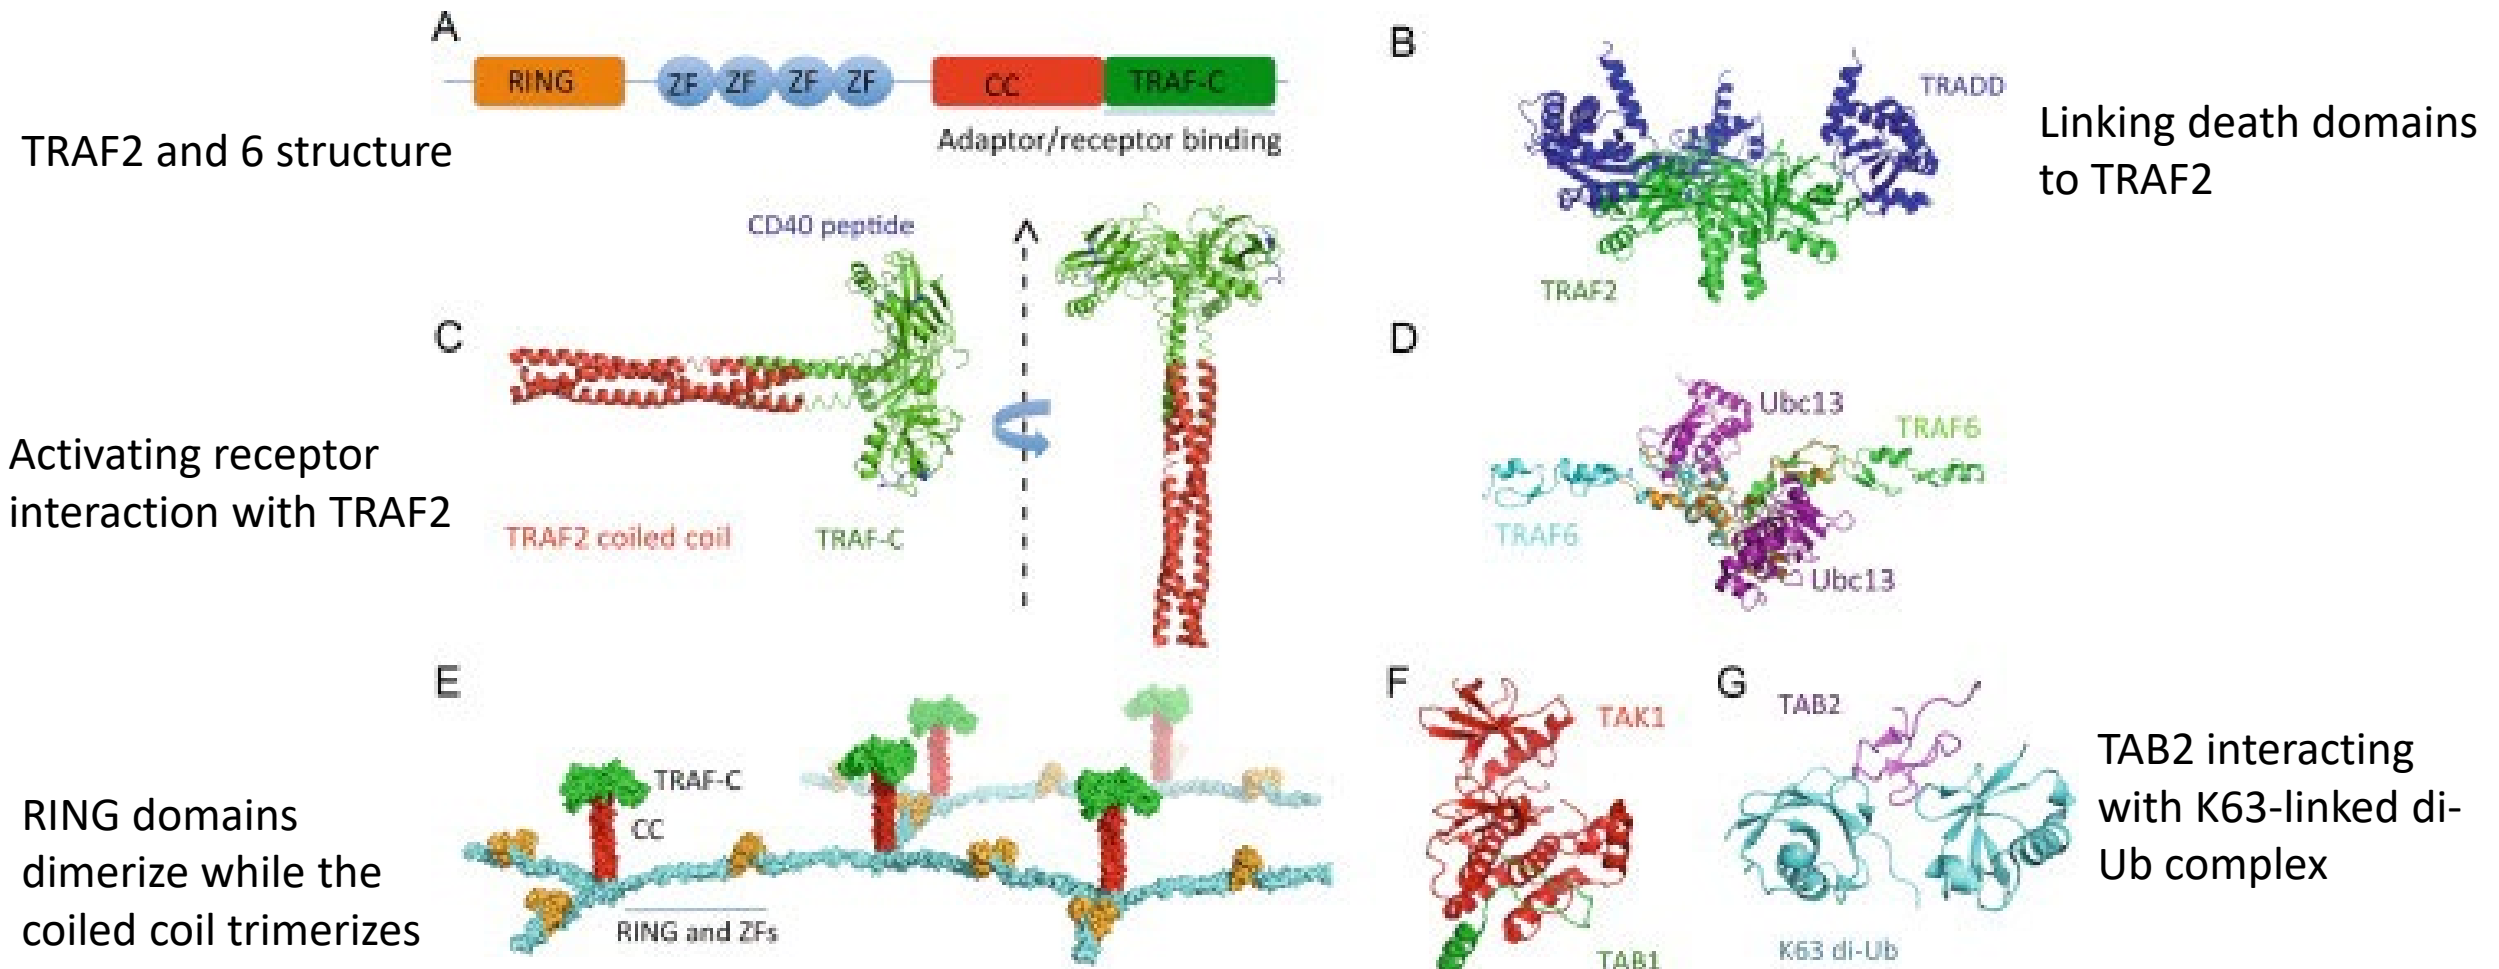 A
RING
ZF
ZF
ZF
ZF
CC
TRAF-C
Adaptor/receptor binding
TRAF2 and 6 structure
B
TRADD
TRAF2
Linking death domains
to TRAF2
C
CD40 peptide
TRAF2 coiled coil
TRAF-C
Activating receptor
interaction with TRAF2
D
Ubc13
TRAF6
TRAF6
Ubc13
E
TRAF-C
CC
RING and ZFs
RING domains
dimerize while the
coiled coil trimerizes
F
TAK1
TAB1
G
TAB2
K63 di-Ub
TAB2 interacting
with K63-linked di-
Ub complex